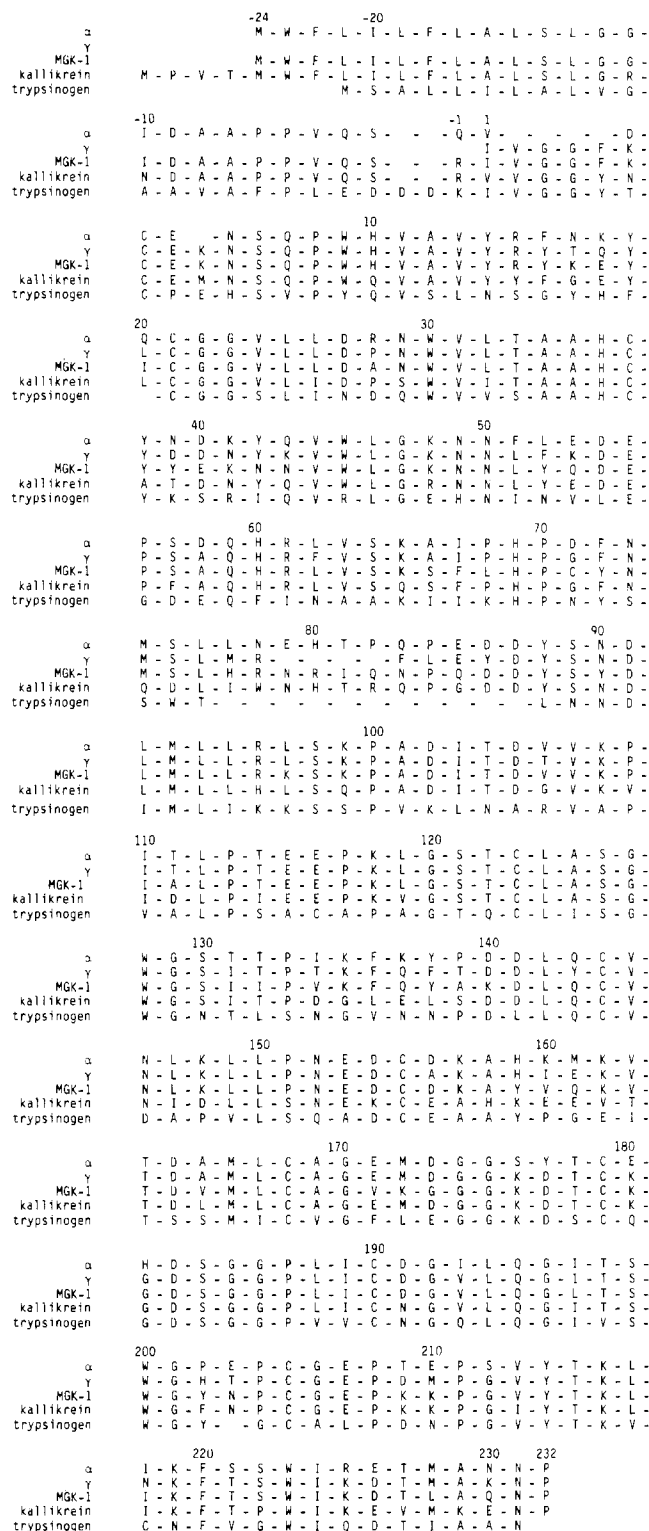 -24 -20
α M - W - F - L - I - L - F - L - A - L - S - L - G - G -
γ
MGK-1 M - W - F - L - I - L - F - L - A - L - S - L - G - G
kallikrein M - P - V - T - M - W - F - L - I - L - F - L - A - L - S - L - G - R
trypsinogen M - S - A - L - L - I - L - A - L - V - G -
-10 -1 1
α I - D - A - A - P - P - V - Q - S - - Q - V - - - - D -
γ I - V - G - G - F - K
MGK-1 I - D - A - A - P - P - V - Q - S - - R - I - V - G - G - F - K -
kallikrein N - D - A - A - P - P - V - Q - S - - R - V - V - G - G - Y - N -
trypsinogen A - A - V - A - F - P - L - E - D - D - D - K - I - V - G - G - Y - T -
10
α C - E - N - S - Q - P - W - H - V - A - V - Y - R - F - N - K - Y -
γ C - E - K - N - S - Q - P - W - H - V - A - V - Y - R - Y - T - Q - Y -
MGK-1 C - E - K - N - S - Q - P - W - H - V - A - V - Y - R - Y - K - E - Y -
kallikrein C - E - M - N - S - Q - P - W - Q - V - A - V - Y - Y - F - G - E - Y -
trypsinogen C - P - E - H - S - V - P - Y - Q - V - S - L - N - S - G - Y - H - F -
20 30
α Q - C - G - G - V - L - L - D - R - N - W - V - L - T - A - A - H - C -
γ L - C - G - G - V - L - L - D - P - N - W - V - L - T - A - A - H - C -
MGK-1 I - C - G - G - V - L - L - D - A - N - W - V - L - T - A - A - H - C -
kallikrein L - C - G - G - V - L - I - D - P - S - W - V - I - T - A - A - H - C -
trypsinogen - C - G - G - S - L - I - N - D - Q - W - V - V - S - A - A - H - C -
40 50
α Y - N - D - K - Y - Q - V - W - L - G - K - N - N - F - L - E - D - E -
γ Y - D - D - N - Y - K - V - W - L - G - K - N - N - L - F - K - D - E -
MGK-1 Y - Y - E - K - N - N - V - W - L - G - K - N - N - L - Y - Q - D - E -
kallikrein A - T - D - N - Y - Q - V - W - L - G - R - N - N - L - Y - E - D - E -
trypsinogen Y - K - S - R - I - Q - V - R - L - G - E - H - N - I - N - V - L - E -
60 70
α P - S - D - Q - H - R - L - V - S - K - A - I - P - H - P - D - F - N -
γ P - S - A - Q - H - R - F - V - S - K - A - I - P - H - P - G - F - N -
MGK-1 P - S - A - Q - H - R - L - V - S - K - S - F - L - H - P - C - Y - N -
kallikrein P - F - A - Q - H - R - L - V - S - Q - S - F - P - H - P - G - F - N -
trypsinogen G - D - E - Q - F - I - N - A - A - K - I - I - K - H - P - N - Y - S -
80 90
α M - S - L - L - N - E - H - T - P - Q - P - E - D - D - Y - S - N - D -
γ M - S - L - M - R - - - - - F - L - E - Y - D - Y - S - N - D -
MGK-1 M - S - L - H - R - N - R - I - Q - N - P - Q - D - D - Y - S - Y - D -
kallikrein Q - D - L - I - W - N - H - T - R - Q - P - G - D - D - Y - S - N - D -
trypsinogen S - W - T - - - - - - - - - - - - L - N - N - D -
100
α L - M - L - L - R - L - S - K - P - A - D - I - T - D - V - V - K - P -
γ L - M - L - L - R - L - S - K - P - A - D - I - T - D - T - V - K - P -
MGK-1 L - M - L - L - R - K - S - K - P - A - D - I - T - D - V - V - K - P -
kallikrein L - M - L - L - H - L - S - Q - P - A - D - I - T - D - G - V - K - V -
trypsinogen I - M - L - I - K - K - S - S - P - V - K - L - N - A - R - V - A - P -
110 120
α I - T - L - P - T - E - E - P - K - L - G - S - T - C - L - A - S - G -
γ I - T - L - P - T - E - E - P - K - L - G - S - T - C - L - A - S - G -
MGK-1 I - A - L - P - T - E - E - P - K - L - G - S - T - C - L - A - S - G -
kallikrein I - D - L - P - I - E - E - P - K - V - G - S - T - C - L - A - S - G -
trypsinogen V - A - L - P - S - A - C - A - P - A - G - T - Q - C - L - I - S - G -
130 140
α W - G - S - T - T - P - I - K - F - K - Y - P - D - D - L - Q - C - V -
γ W - G - S - I - T - P - T - K - F - Q - F - T - D - D - L - Y - C - V -
MGK-1 W - G - S - I - I - P - V - K - F - Q - Y - A - K - D - L - Q - C - V -
kallikrein W - G - S - I - T - P - D - G - L - E - L - S - D - D - L - Q - C - V -
trypsinogen W - G - N - T - L - S - N - G - V - N - N - P - D - L - L - Q - C - V -
150 160
α N - L - K - L - L - P - N - E - D - C - D - K - A - H - K - M - K - V -
γ N - L - K - L - L - P - N - E - D - C - A - K - A - H - I - E - K - V -
MGK-1 N - L - K - L - L - P - N - E - D - C - D - K - A - Y - V - Q - K - V -
kallikrein N - I - D - L - L - S - N - E - K - C - E - A - H - K - E - E - V - T -
trypsinogen D - A - P - V - L - S - Q - A - D - C - E - A - A - Y - P - G - E - I -
170 180
α T - D - A - M - L - C - A - G - E - M - D - G - G - S - Y - T - C - E -
γ T - D - A - M - L - C - A - G - E - M - D - G - G - K - D - T - C - K -
MGK-1 T - D - V - M - L - C - A - G - V - K - G - G - G - K - D - T - C - K -
kallikrein T - D - L - M - L - C - A - G - E - M - D - G - G - K - D - T - C - K -
trypsinogen T - S - S - M - I - C - V - G - F - L - E - G - G - K - D - S - C - Q -
190
α H - D - S - G - G - P - L - I - C - D - G - I - L - Q - G - I - T - S -
γ G - D - S - G - G - P - L - I - C - D - G - V - L - Q - G - I - T - S -
MGK-1 G - D - S - G - G - P - L - I - C - D - G - V - L - Q - G - L - T - S -
kallikrein G - D - S - G - G - P - L - I - C - N - G - V - L - Q - G - I - T - S -
trypsinogen G - D - S - G - G - P - V - V - C - N - G - Q - L - Q - G - I - V - S -
200 210
α W - G - P - E - P - C - G - E - P - T - E - P - S - V - Y - T - K - L -
γ W - G - H - T - P - C - G - E - P - D - M - P - G - V - Y - T - K - L -
MGK-1 W - G - Y - N - P - C - G - E - P - K - K - P - G - V - Y - T - K - L -
kallikrein W - G - F - N - P - C - G - E - P - K - K - P - G - I - Y - T - K - L -
trypsinogen W - G - Y - - G - C - A - L - P - D - N - P - G - V - Y - T - K - V -
220 230 232
α I - K - F - S - S - W - I - R - E - T - M - A - N - N - P
γ N - K - F - T - S - W - I - K - D - T - M - A - K - N - P
MGK-1 I - K - F - T - S - W - I - K - D - T - L - A - Q - N - P
kallikrein I - K - F - T - P - W - I - K - E - V - M - K - E - N - P
trypsinogen C - N - F - V - G - W - I - Q - D - T - I - A - A - N